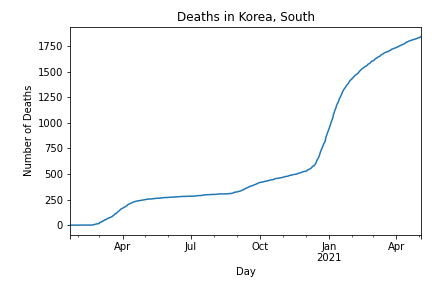 Deaths in Korea, South
Number of Deaths
1750
1500
1250
1000
750
500
250
0
Apr
Jul
Oct
Jan
2021
Apr
Day